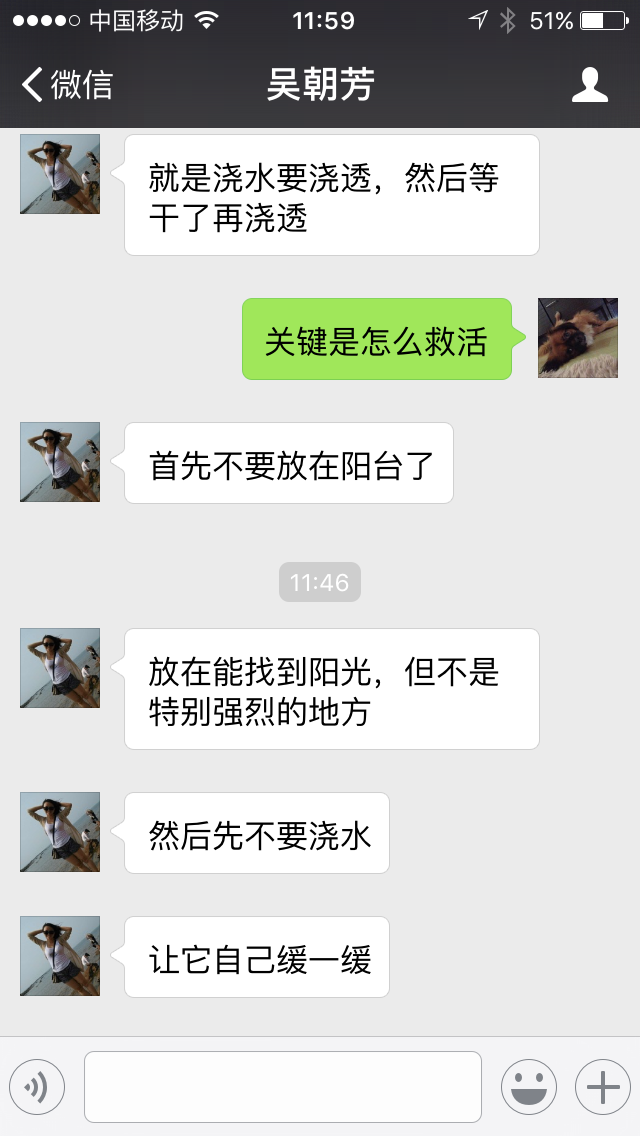 中国移动 11:59 51%
微信 吴朝芳
就是浇水要浇透，然后等
干了再浇透
关键是怎么救活
首先不要放在阳台了
11:46
放在能找到阳光，但不是
特别强烈的地方
然后先不要浇水
让它自己缓一缓